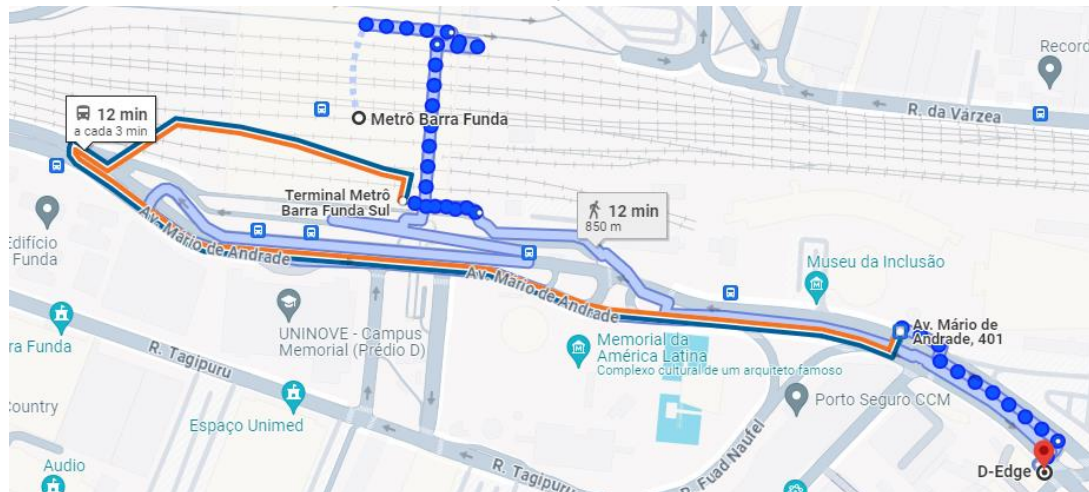 Record
R. da Várzea
12 min
a cada 3 min
Metrô Barra Funda
Terminal Metrô
Barra Funda Sul
12 min
850 m
Edifício
Funda
Av. Mário de Andrade
Av. Mário de Andrade
Museu da Inclusão
Av. Mário de
Andrade, 401
UNINOVE - Campus
Memorial (Prédio D)
Memorial da
América Latina
Complexo cultural de um arquiteto famoso
ra Funda
R. Tagipuru
Porto Seguro CCM
Country
Espaço Unimed
R. Fuad Naufel
R. Tagipuru
D-Edge
Audio